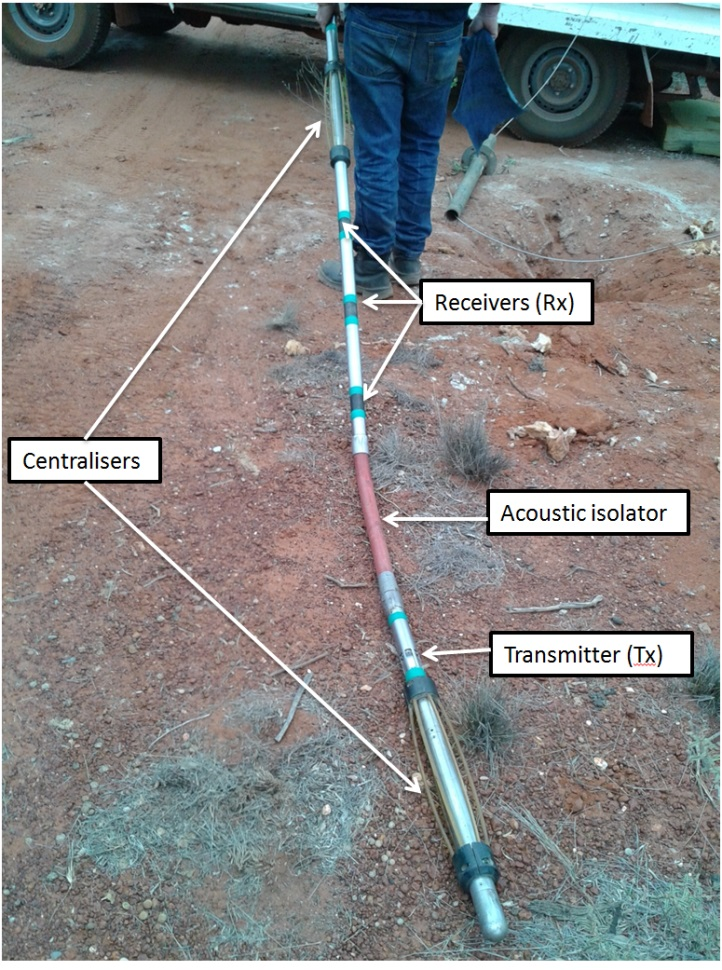 Receivers (Rx)
Centralisers
Acoustic isolator
Transmitter (Tx)